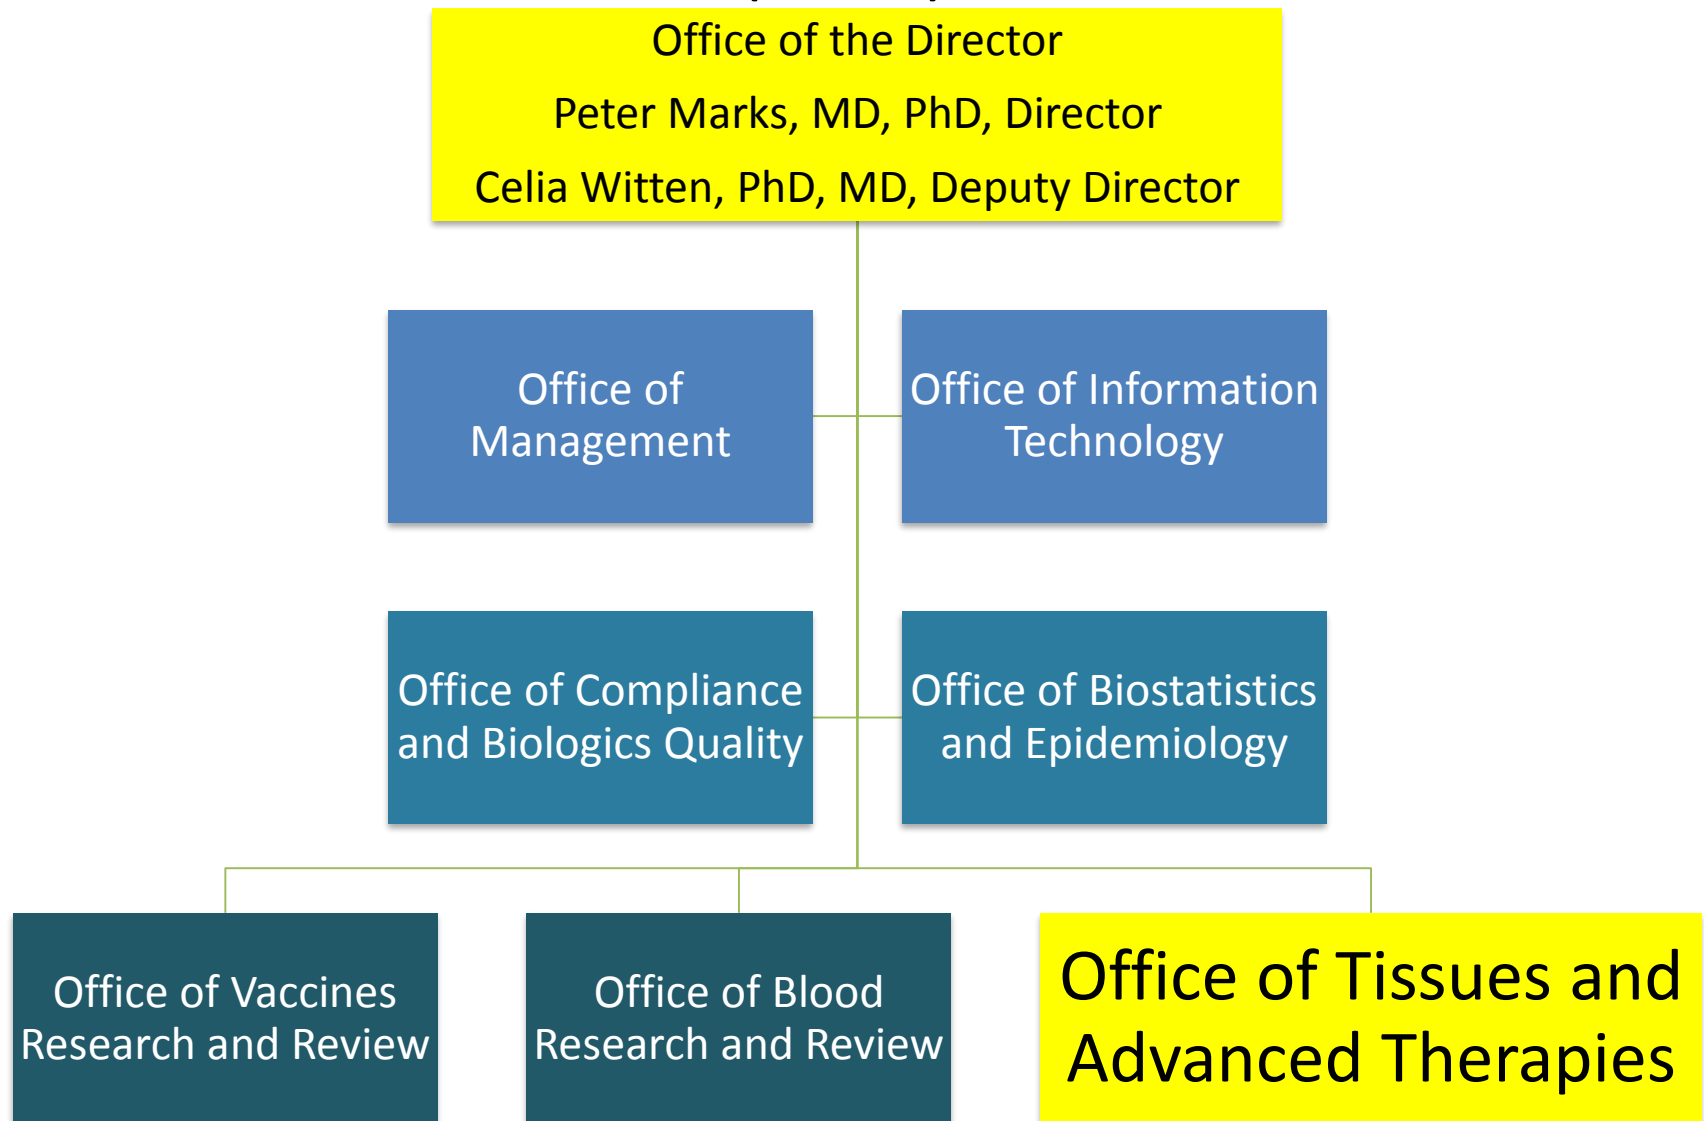 Office of the Director
Peter Marks, MD, PhD, Director
Celia Witten, PhD, MD, Deputy Director
Office of
Management
Office of Information
Technology
Office of Compliance
and Biologics Quality
Office of Biostatistics
and Epidemiology
Office of Vaccines
Research and Review
Office of Blood
Research and Review
Office of Tissues and
Advanced Therapies